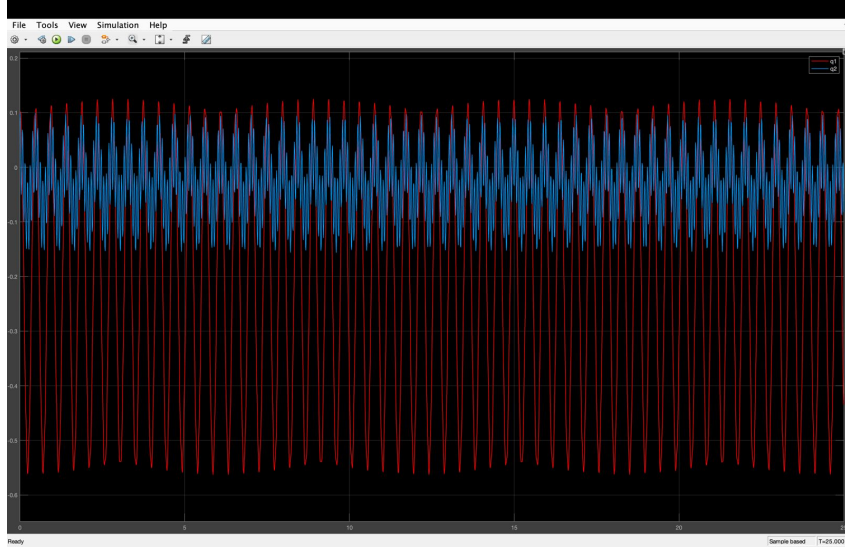 File Tools View Simulation Help
q1
q2
0.2
0.1
0
-0.1
-0.2
-0.3
-0.4
-0.5
-0.6
0 5 10 15 20 25
Ready Sample based T=25.000